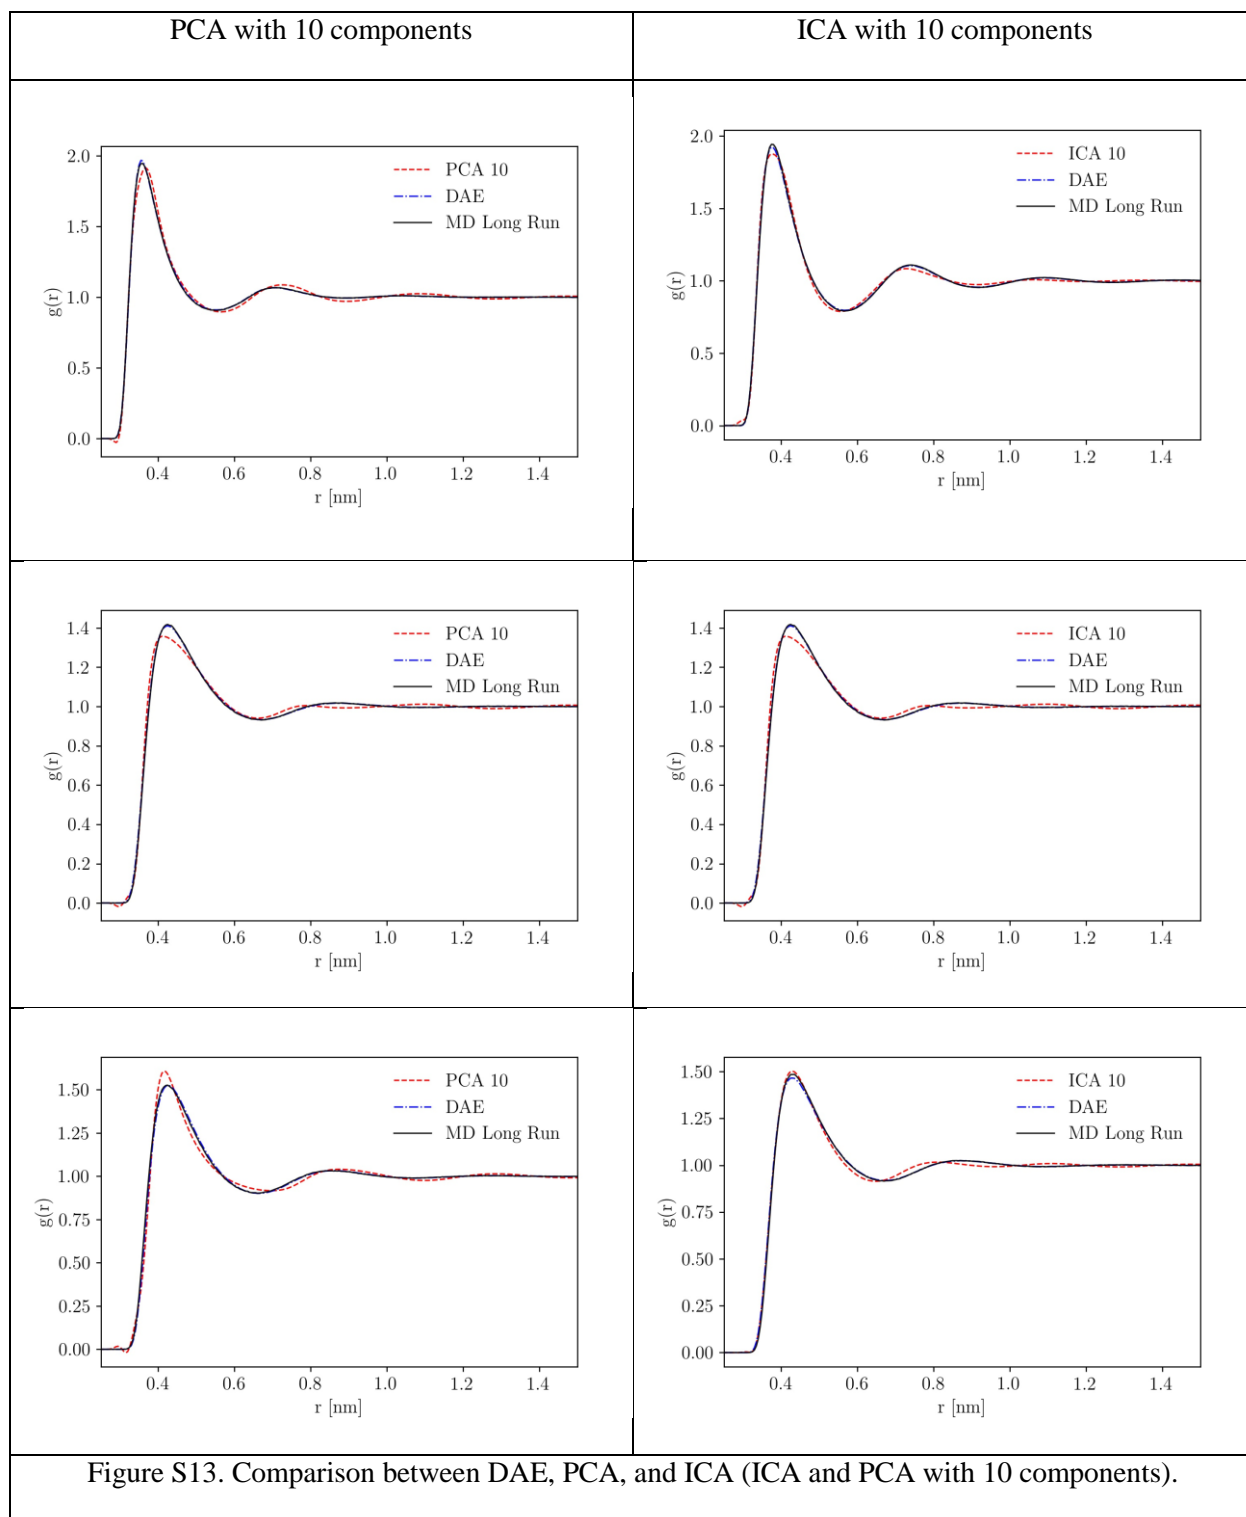 PCA with 10 components
ICA with 10 components
2.0
1.5
1.0
0.5
0.0
g(r)
0.4 0.6 0.8 1.0 1.2 1.4
r [nm]
PCA 10
DAE
MD Long Run
2.0
1.5
1.0
0.5
0.0
g(r)
0.4 0.6 0.8 1.0 1.2 1.4
r [nm]
ICA 10
DAE
MD Long Run
1.4
1.2
1.0
0.8
0.6
0.4
0.2
0.0
g(r)
0.4 0.6 0.8 1.0 1.2 1.4
r [nm]
PCA 10
DAE
MD Long Run
1.4
1.2
1.0
0.8
0.6
0.4
0.2
0.0
g(r)
0.4 0.6 0.8 1.0 1.2 1.4
r [nm]
ICA 10
DAE
MD Long Run
1.50
1.25
1.00
0.75
0.50
0.25
0.00
g(r)
0.4 0.6 0.8 1.0 1.2 1.4
r [nm]
PCA 10
DAE
MD Long Run
1.50
1.25
1.00
0.75
0.50
0.25
0.00
g(r)
0.4 0.6 0.8 1.0 1.2 1.4
r [nm]
ICA 10
DAE
MD Long Run
Figure S13. Comparison between DAE, PCA, and ICA (ICA and PCA with 10 components).